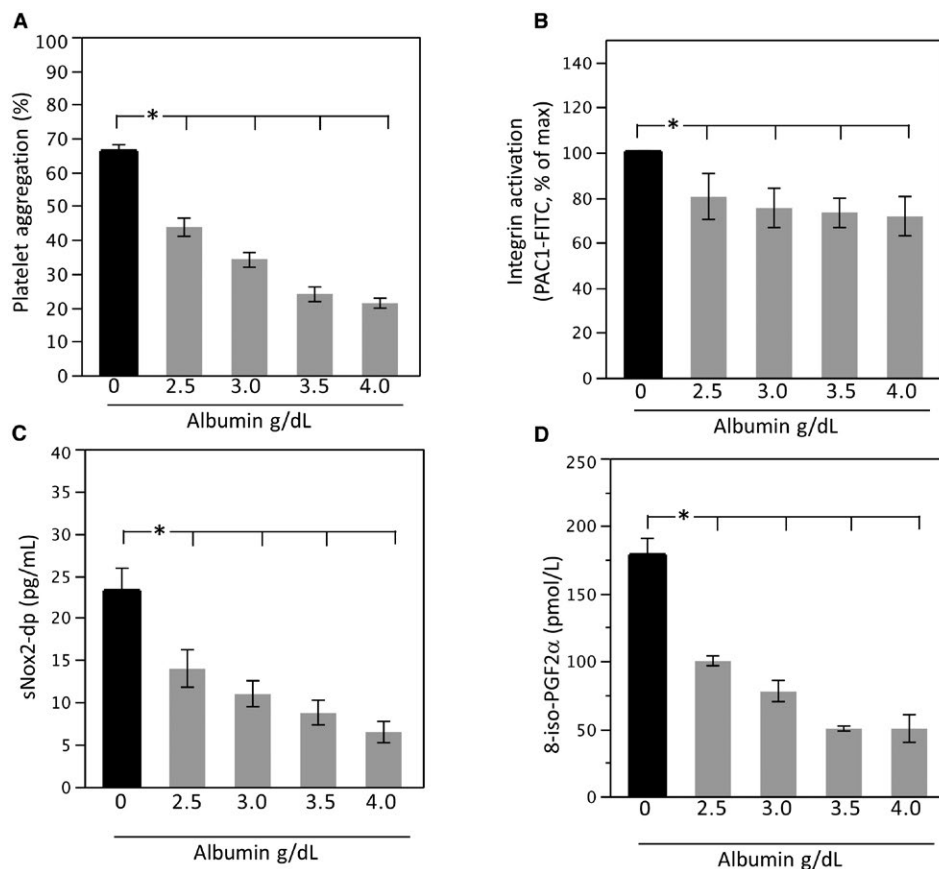 A
Platelet aggregation (%)
100
90
80
70
60
50
40
30
20
10
0
*
0 2.5 3.0 3.5 4.0
Albumin g/dL
B
Integrin activation
(PAC1-FITC, % of max)
140
120
100
80
60
40
20
0
*
0 2.5 3.0 3.5 4.0
Albumin g/dL
C
sNox2-dp (pg/mL)
40
35
30
25
20
15
10
5
0
*
0 2.5 3.0 3.5 4.0
Albumin g/dL
D
8-iso-PGF2α (pmol/L)
250
200
150
100
50
0
*
0 2.5 3.0 3.5 4.0
Albumin g/dL